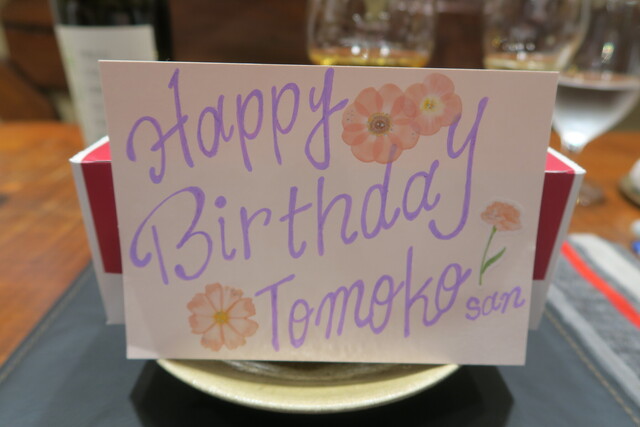 Happy
Birthday
Tomoko
san